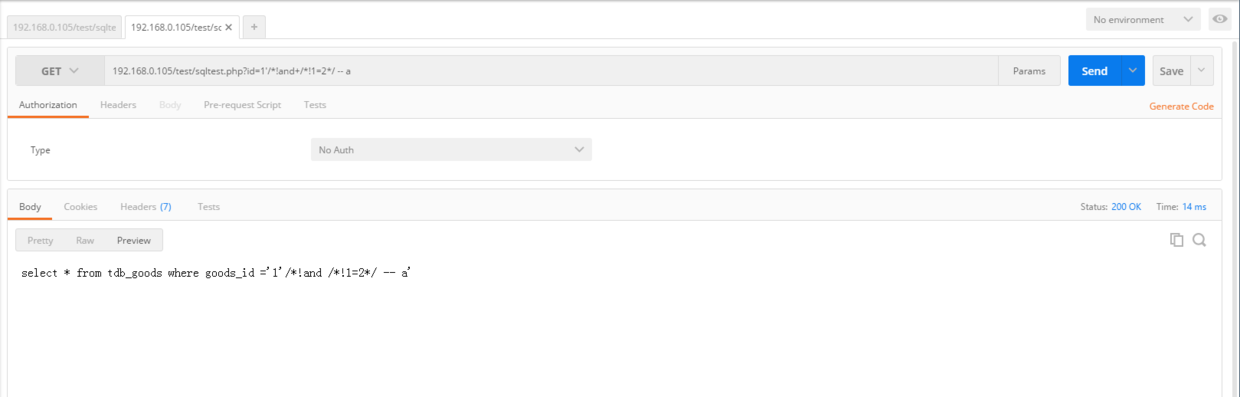 192.168.0.105/test/sqlte
192.168.0.105/test/sc ✕
+
No environment
GET
192.168.0.105/test/sqltest.php?id=1'/*!and+/*!1=2*/ -- a
Params
Send
Save
Authorization
Headers
Body
Pre-request Script
Tests
Generate Code
Type
No Auth
Body
Cookies
Headers (7)
Tests
Status: 200 OK
Time: 14 ms
Pretty
Raw
Preview
select * from tdb_goods where goods_id ='1'/*!and /*!1=2*/ -- a'